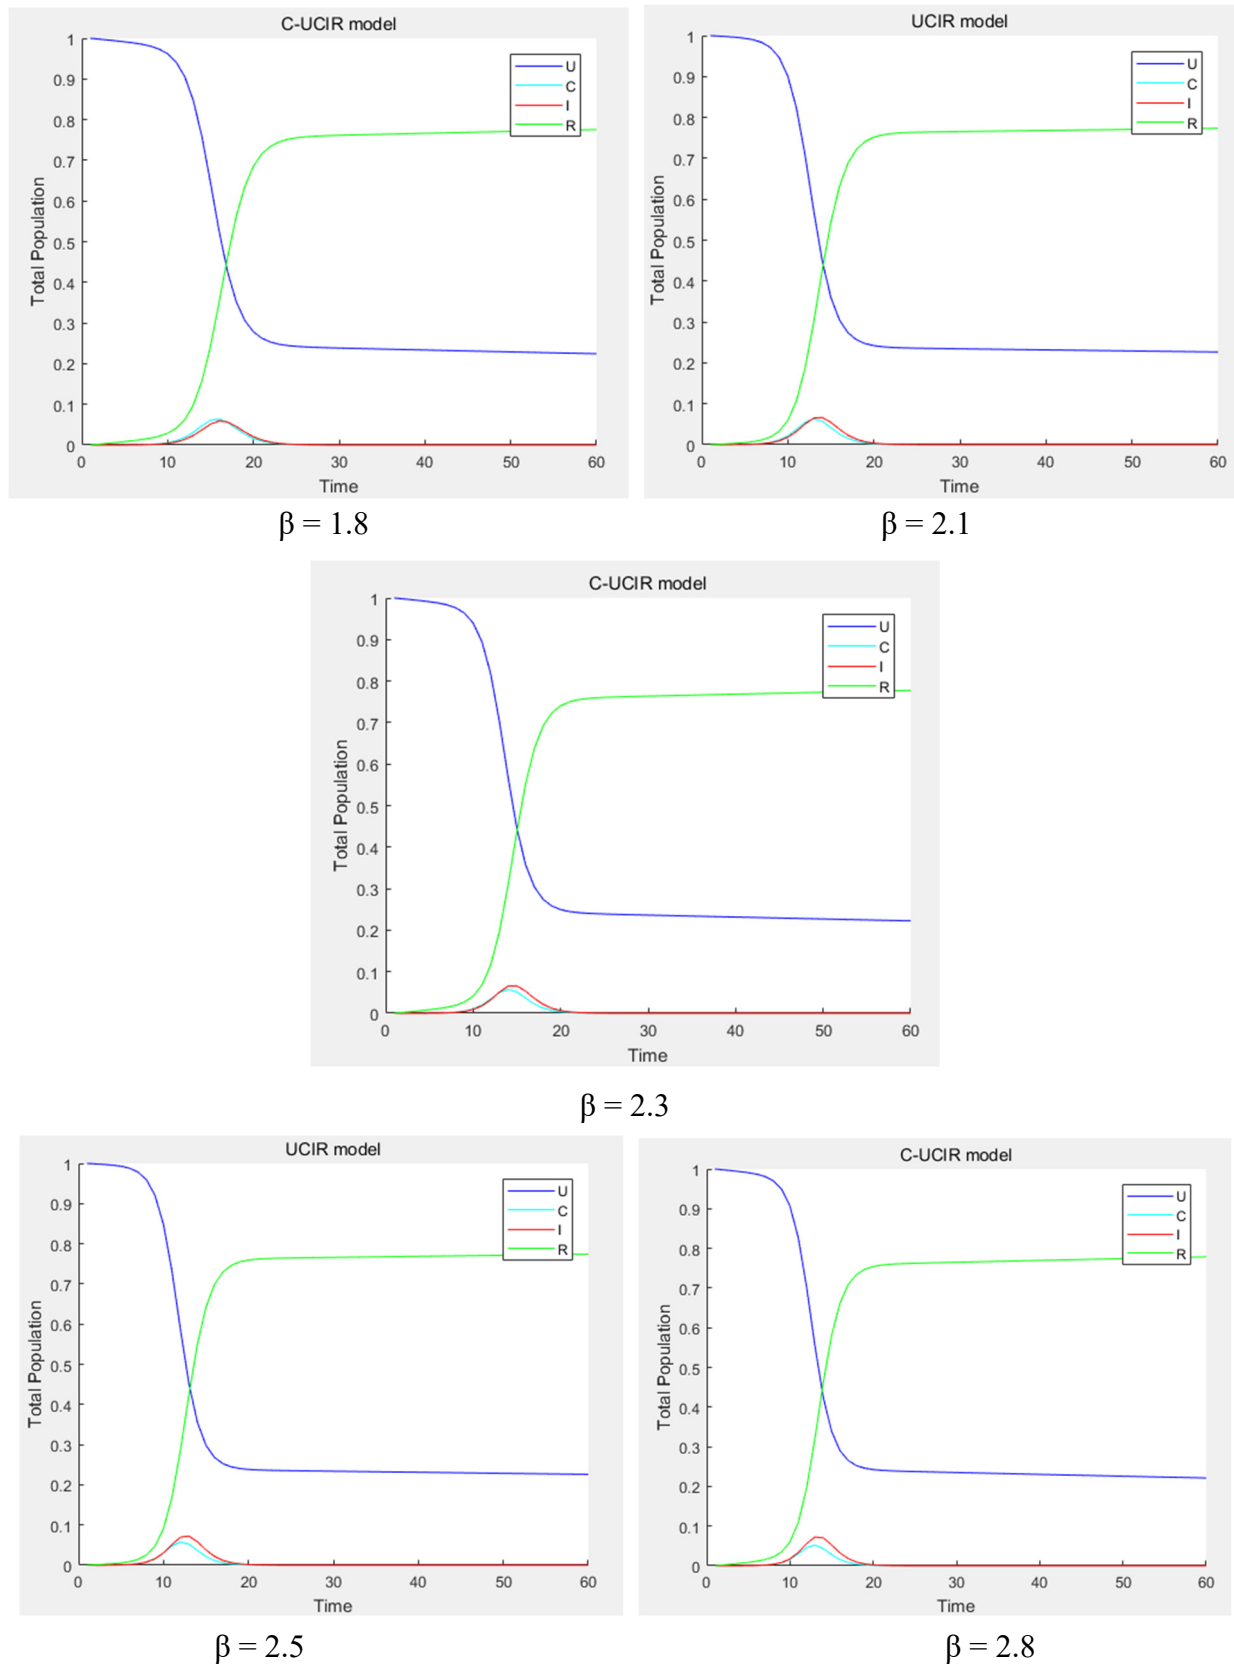 C-UCIR model
1
0.9
0.8
0.7
0.6
0.5
0.4
0.3
0.2
0.1
0
Total Population
U
C
I
R
0 10 20 30 40 50 60
Time
β = 1.8
UCIR model
1
0.9
0.8
0.7
0.6
0.5
0.4
0.3
0.2
0.1
0
Total Population
U
C
I
R
0 10 20 30 40 50 60
Time
β = 2.1
C-UCIR model
1
0.9
0.8
0.7
0.6
0.5
0.4
0.3
0.2
0.1
0
Total Population
U
C
I
R
0 10 20 30 40 50 60
Time
β = 2.3
UCIR model
1
0.9
0.8
0.7
0.6
0.5
0.4
0.3
0.2
0.1
0
Total Population
U
C
I
R
0 10 20 30 40 50 60
Time
β = 2.5
C-UCIR model
1
0.9
0.8
0.7
0.6
0.5
0.4
0.3
0.2
0.1
0
Total Population
U
C
I
R
0 10 20 30 40 50 60
Time
β = 2.8